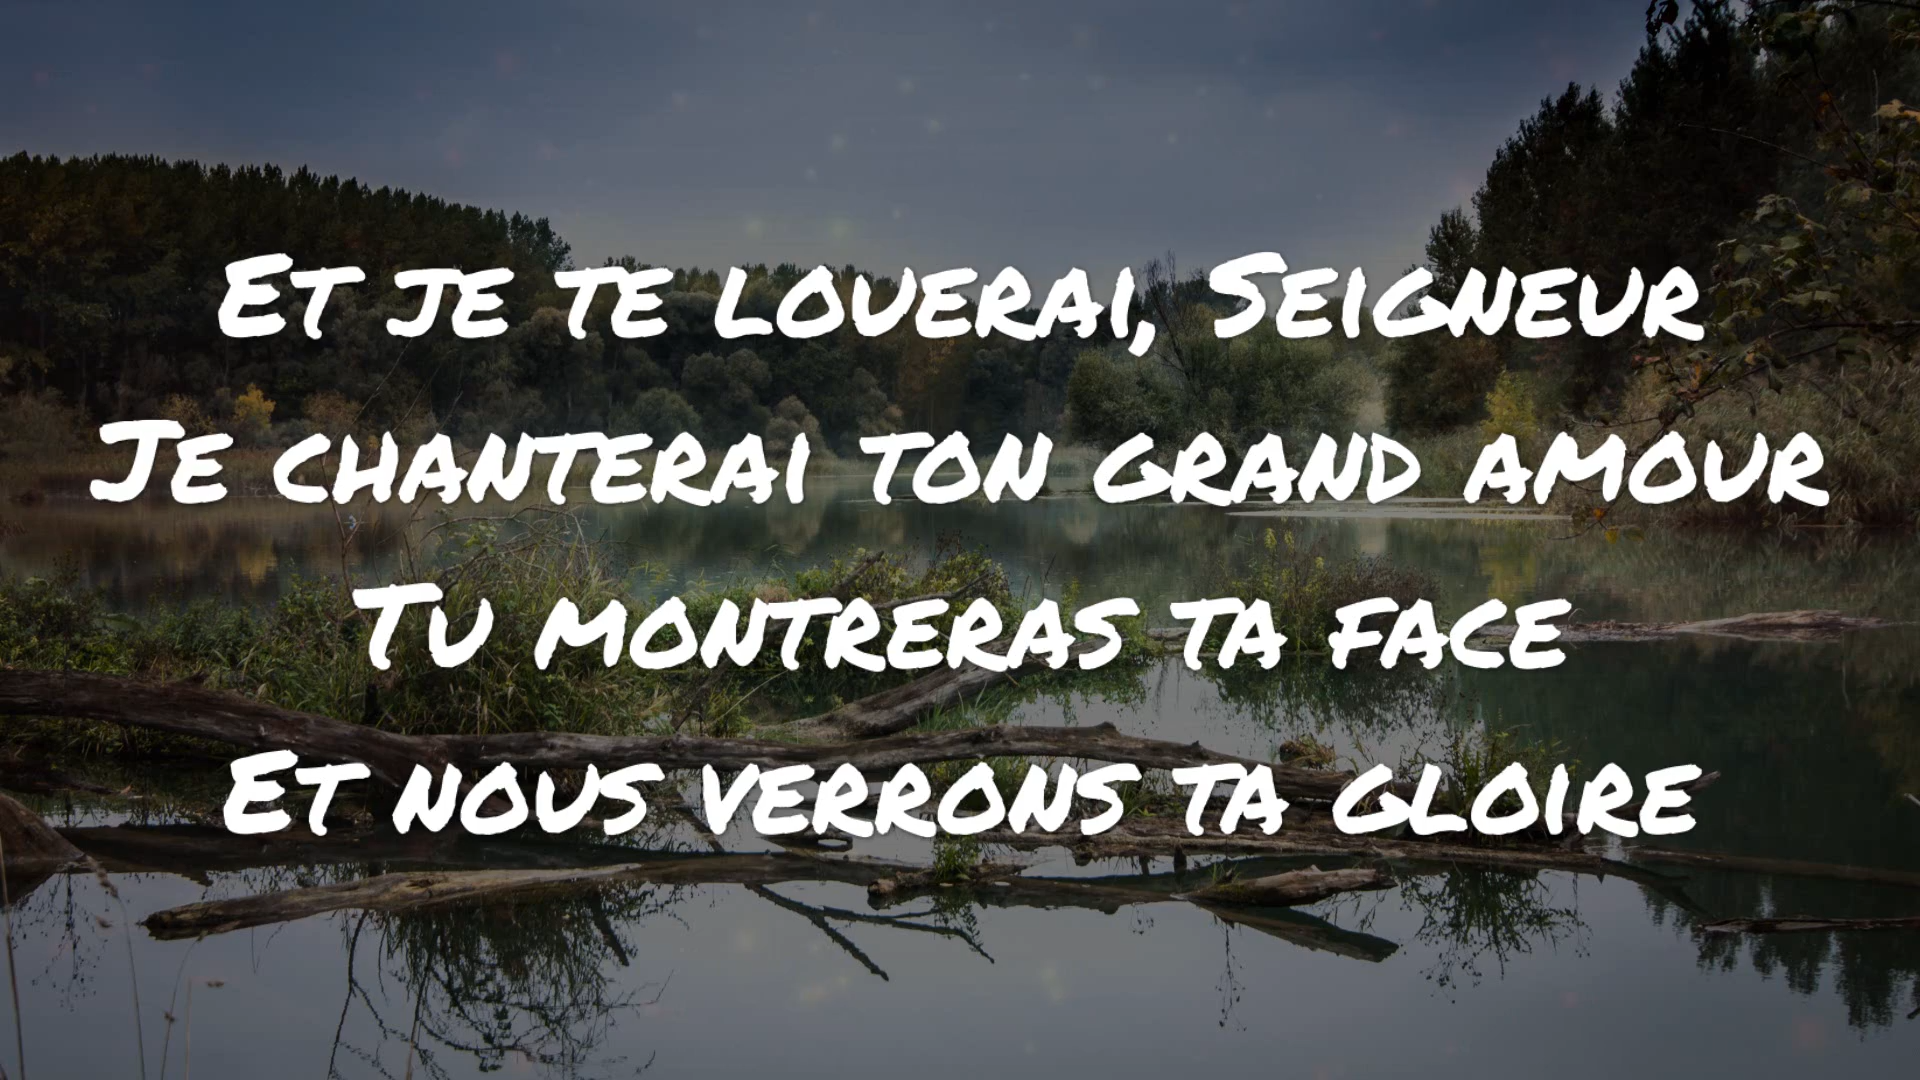 Et je te louerai, Seigneur
Je chanterai ton grand amour
Tu montreras ta face
Et nous verrons ta gloire